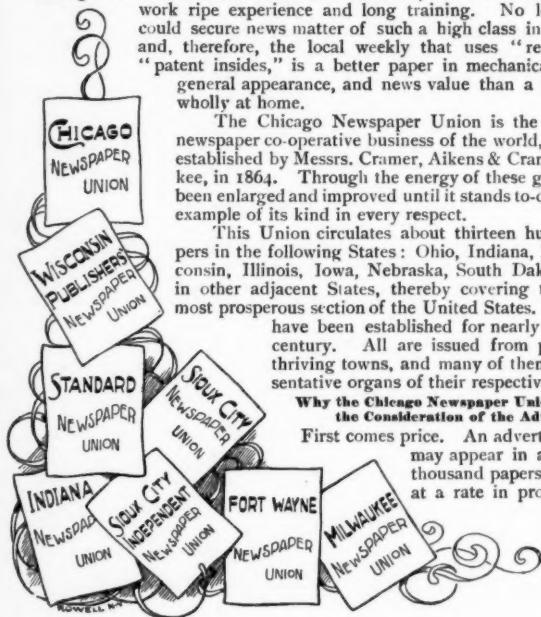 work ripe experience and long training. No l
could secure news matter of such a high class in
and, therefore, the local weekly that uses "re
"patent insides," is a better paper in mechanica
general appearance, and news value than a
wholly at home.
The Chicago Newspaper Union is the
newspaper co-operative business of the world,
established by Messrs. Cramer, Aikens & Cram
kee, in 1864. Through the energy of these g
been enlarged and improved until it stands to-d
example of its kind in every respect.
This Union circulates about thirteen hu
pers in the following States: Ohio, Indiana,
consin, Illinois, Iowa, Nebraska, South Dak
in other adjacent States, thereby covering t
most prosperous section of the United States.
have been established for nearly
century. All are issued from p
thriving towns, and many of them
sentative organs of their respectiv
Why the Chicago Newspaper Uni
the Consideration of the Ad
First comes price. An advert
may appear in a
thousand papers
at a rate in pro
CHICAGO
NEWSPAPER
UNION
WISCONSIN
PUBLISHERS'
NEWSPAPER
UNION
STANDARD
NEWSPAPER
UNION
SIOUX CITY
NEWSPAPER
UNION
INDIANA
NEWSPAP
UNION
SIOUX CITY
INDEPENDENT
NEWSPAPER
UNION
FORT WAYNE
NEWSPAPER
UNION
MILWAUKEE
NEWSPAPER
UNION
ROWELL N.Y